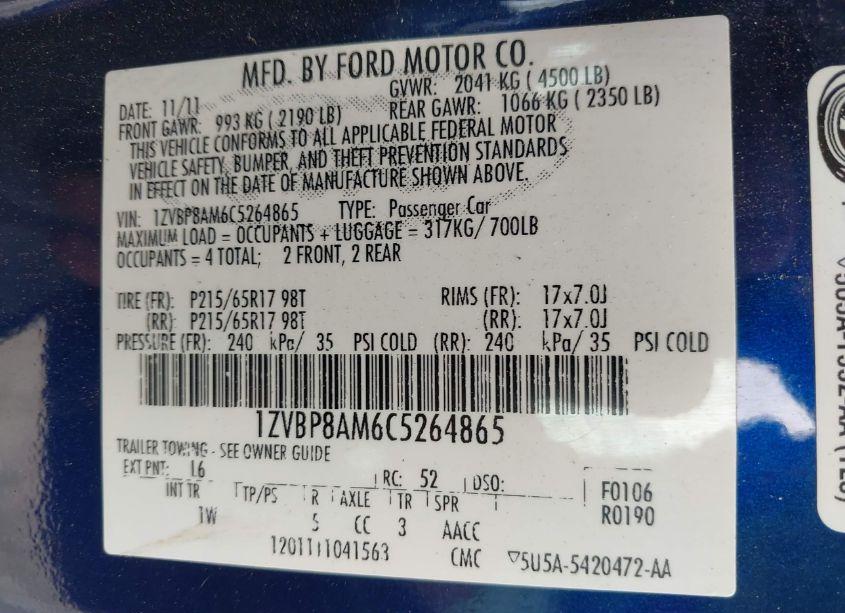 MFD. BY FORD MOTOR CO.
DATE: 11/11 GVWR: 2041 KG ( 4500 LB)
FRONT GAWR: 993 KG ( 2190 LB) REAR GAWR: 1066 KG ( 2350 LB)
THIS VEHICLE CONFORMS TO ALL APPLICABLE FEDERAL MOTOR
VEHICLE SAFETY, BUMPER, AND THEFT PREVENTION STANDARDS
IN EFFECT ON THE DATE OF MANUFACTURE SHOWN ABOVE.
VIN: 1ZVBP8AM6C5264865 TYPE: Passenger Car
MAXIMUM LOAD = OCCUPANTS + LUGGAGE = 317KG/ 700LB
OCCUPANTS = 4 TOTAL; 2 FRONT, 2 REAR
TIRE (FR): P215/65R17 98T RIMS (FR): 17x7.0J
(RR): P215/65R17 98T (RR): 17x7.0J
PRESSURE (FR): 240 kPa/ 35 PSI COLD (RR): 240 kPa/ 35 PSI COLD
1ZVBP8AM6C5264865
TRAILER TOWING - SEE OWNER GUIDE
EXT PNT: L6 RC: 52 DSO: F0106
INT TR TP/PS R AXLE TR SPR R0190
1W 5 CC 3 AACC
1201111041563 CMC 5U5A-5420472-AA